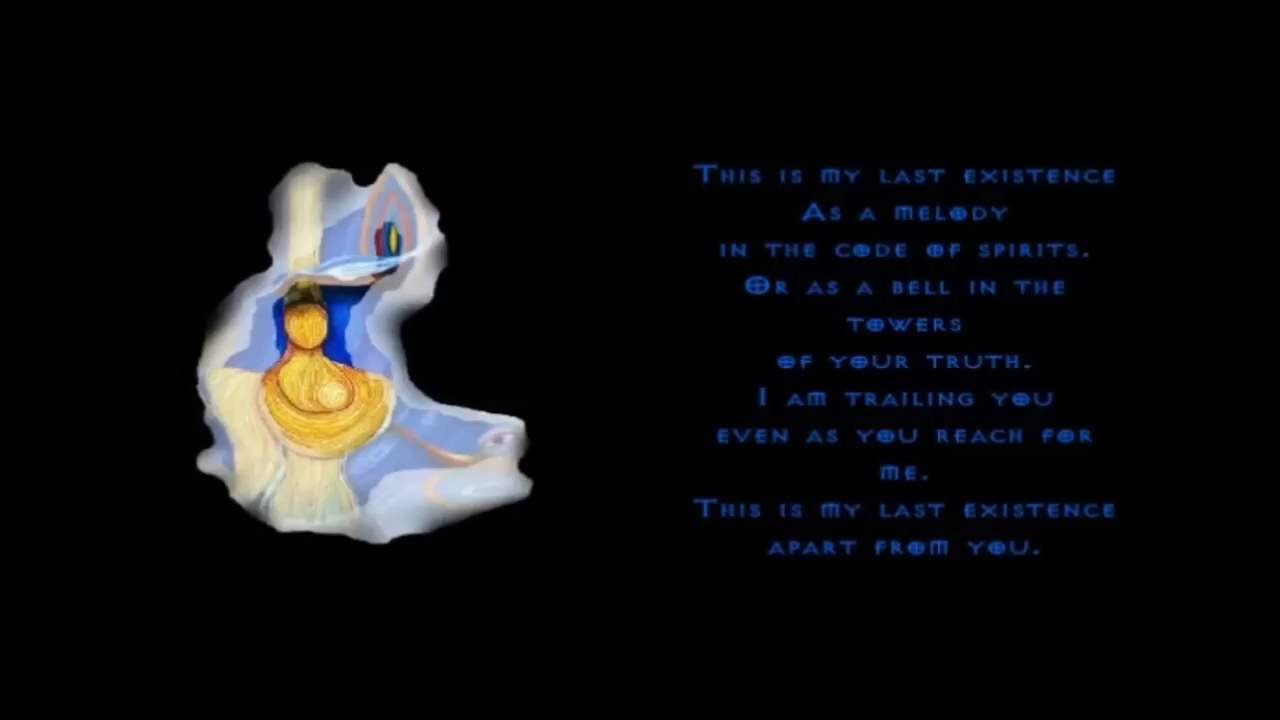 This is my last existence
As a melody
in the code of spirits.
Or as a bell in the
towers
of your truth.
I am trailing you
even as you reach for
me.
This is my last existence
apart from you.